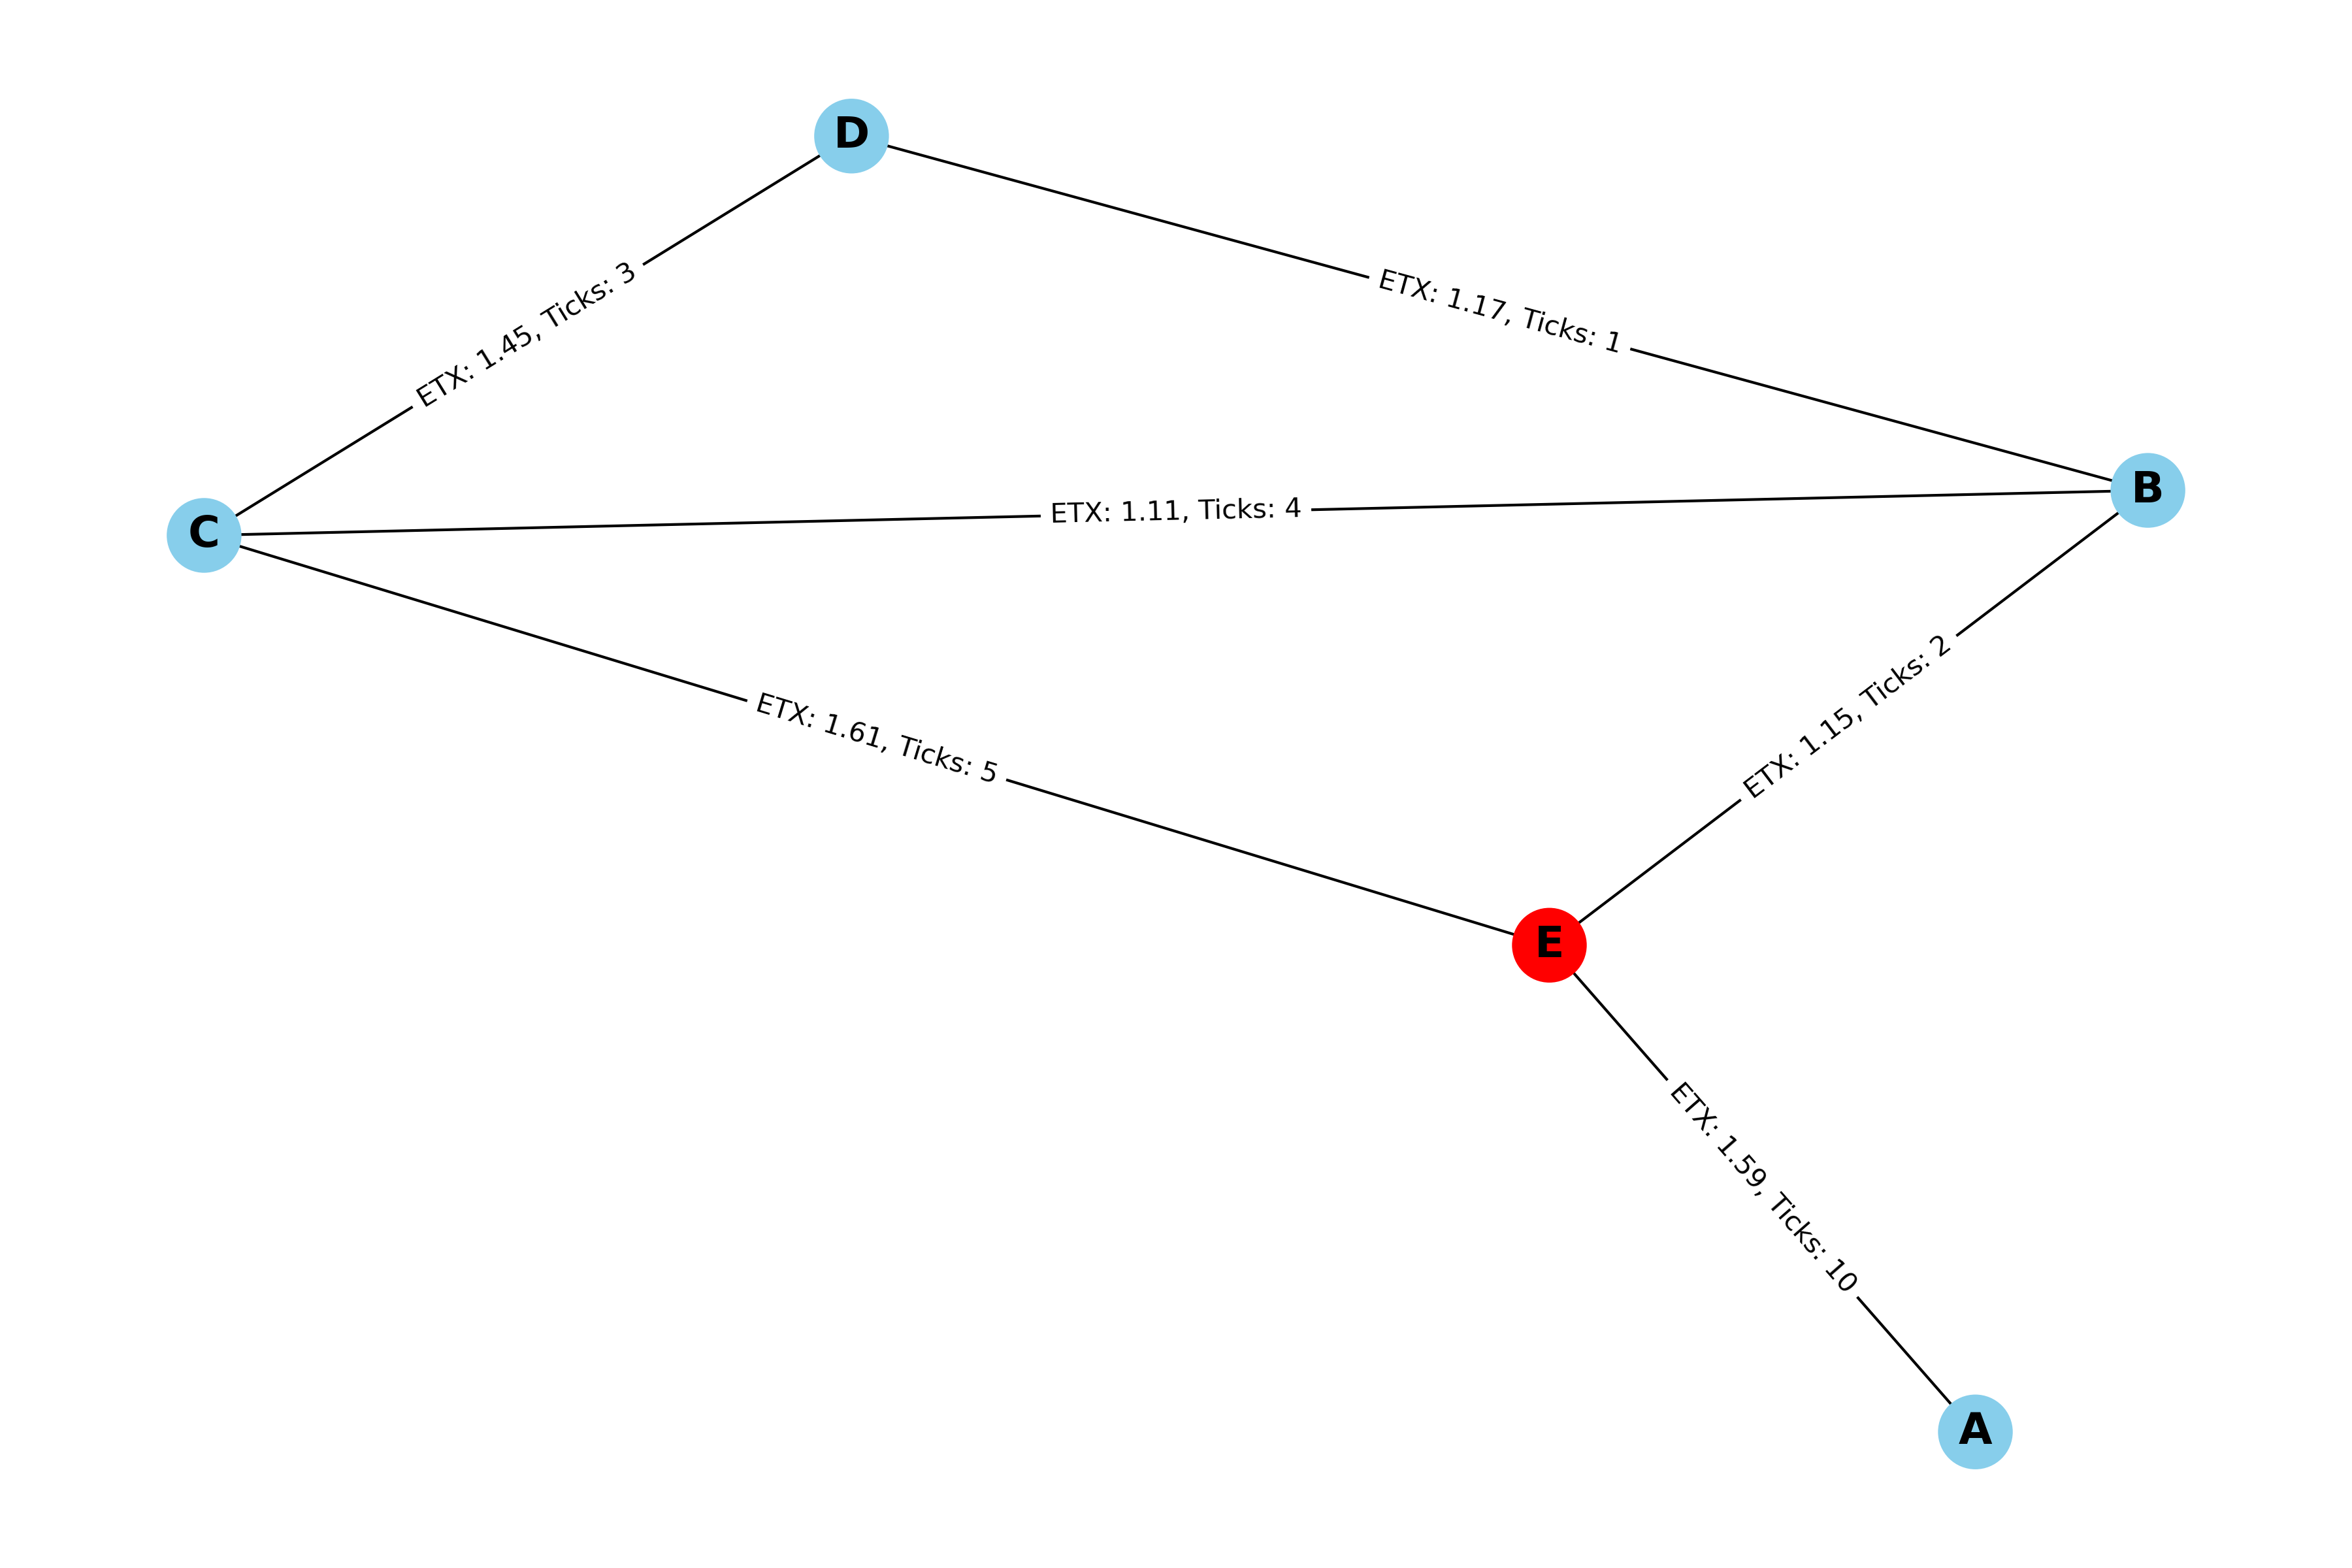 D
ETX: 1.45, Ticks: 3
ETX: 1.17, Ticks: 1
B
C
ETX: 1.11, Ticks: 4
ETX: 1.61, Ticks: 5
ETX: 1.15, Ticks: 2
E
ETX: 1.59, Ticks: 10
A